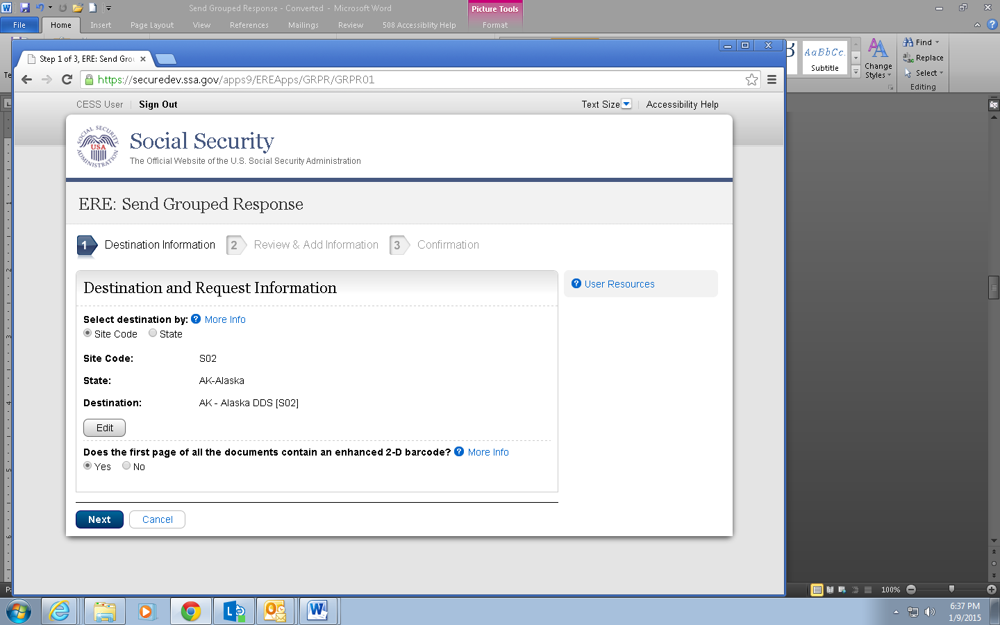 Send Grouped Response - Converted - Microsoft Word
Picture Tools
File Home Insert Page Layout View References Mailings Review 508 Accessiblity Help Format
Step 1 of 3, ERE: Send Gro
https://securedev.ssa.gov/apps9/EREApps/GRPR/GRPR01
AaBbCc.
Subtitle
Change
Styles
Find
Replace
Select
Editing
CESS User Sign Out Text Size Accessibility Help
SOCIAL SECURITY ADMINISTRATION
USA
Social Security
The Official Website of the U.S. Social Security Administration
ERE: Send Grouped Response
1 Destination Information 2 Review & Add Information 3 Confirmation
Destination and Request Information
? User Resources
Select destination by: ? More Info
Site Code State
Site Code: S02
State: AK-Alaska
Destination: AK - Alaska DDS [S02]
Edit
Does the first page of all the documents contain an enhanced 2-D barcode? ? More Info
Yes No
Next Cancel
100%
6:37 PM
1/9/2015